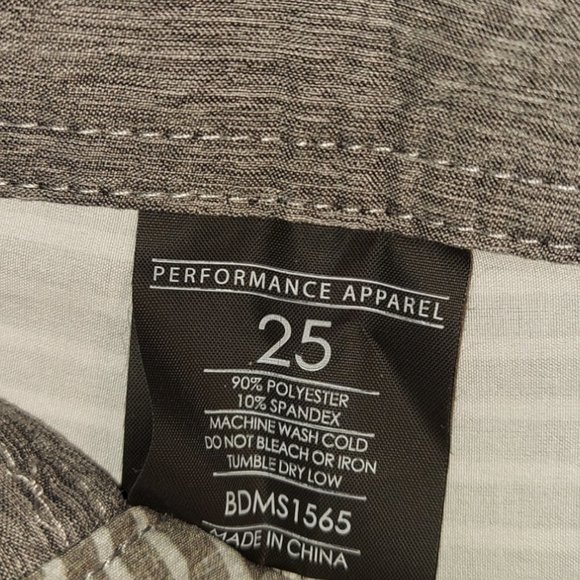 PERFORMANCE APPAREL
25
90% POLYESTER
10% SPANDEX
MACHINE WASH COLD
DO NOT BLEACH OR IRON
TUMBLE DRY LOW
BDMS1565
MADE IN CHINA